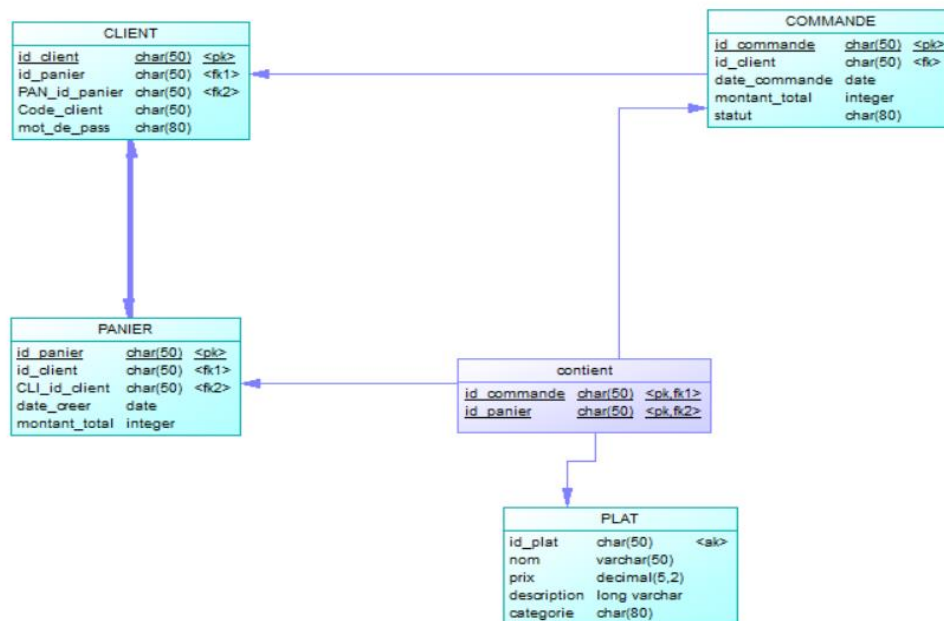 CLIENT
id_client char(50) <pk>
id_panier char(50) <fk1>
PAN_id_panier char(50) <fk2>
Code_client char(50)
mot_de_pass char(80)
COMMANDE
id_commande char(50) <pk>
id_client char(50) <fk>
date_commande date
montant_total integer
statut char(80)
PANIER
id_panier char(50) <pk>
id_client char(50) <fk1>
CLI_id_client char(50) <fk2>
date_creer date
montant_total integer
contient
id_commande char(50) <pk,fk1>
id_panier char(50) <pk,fk2>
PLAT
id_plat char(50) <ak>
nom varchar(50)
prix decimal(5,2)
description long varchar
categorie char(80)